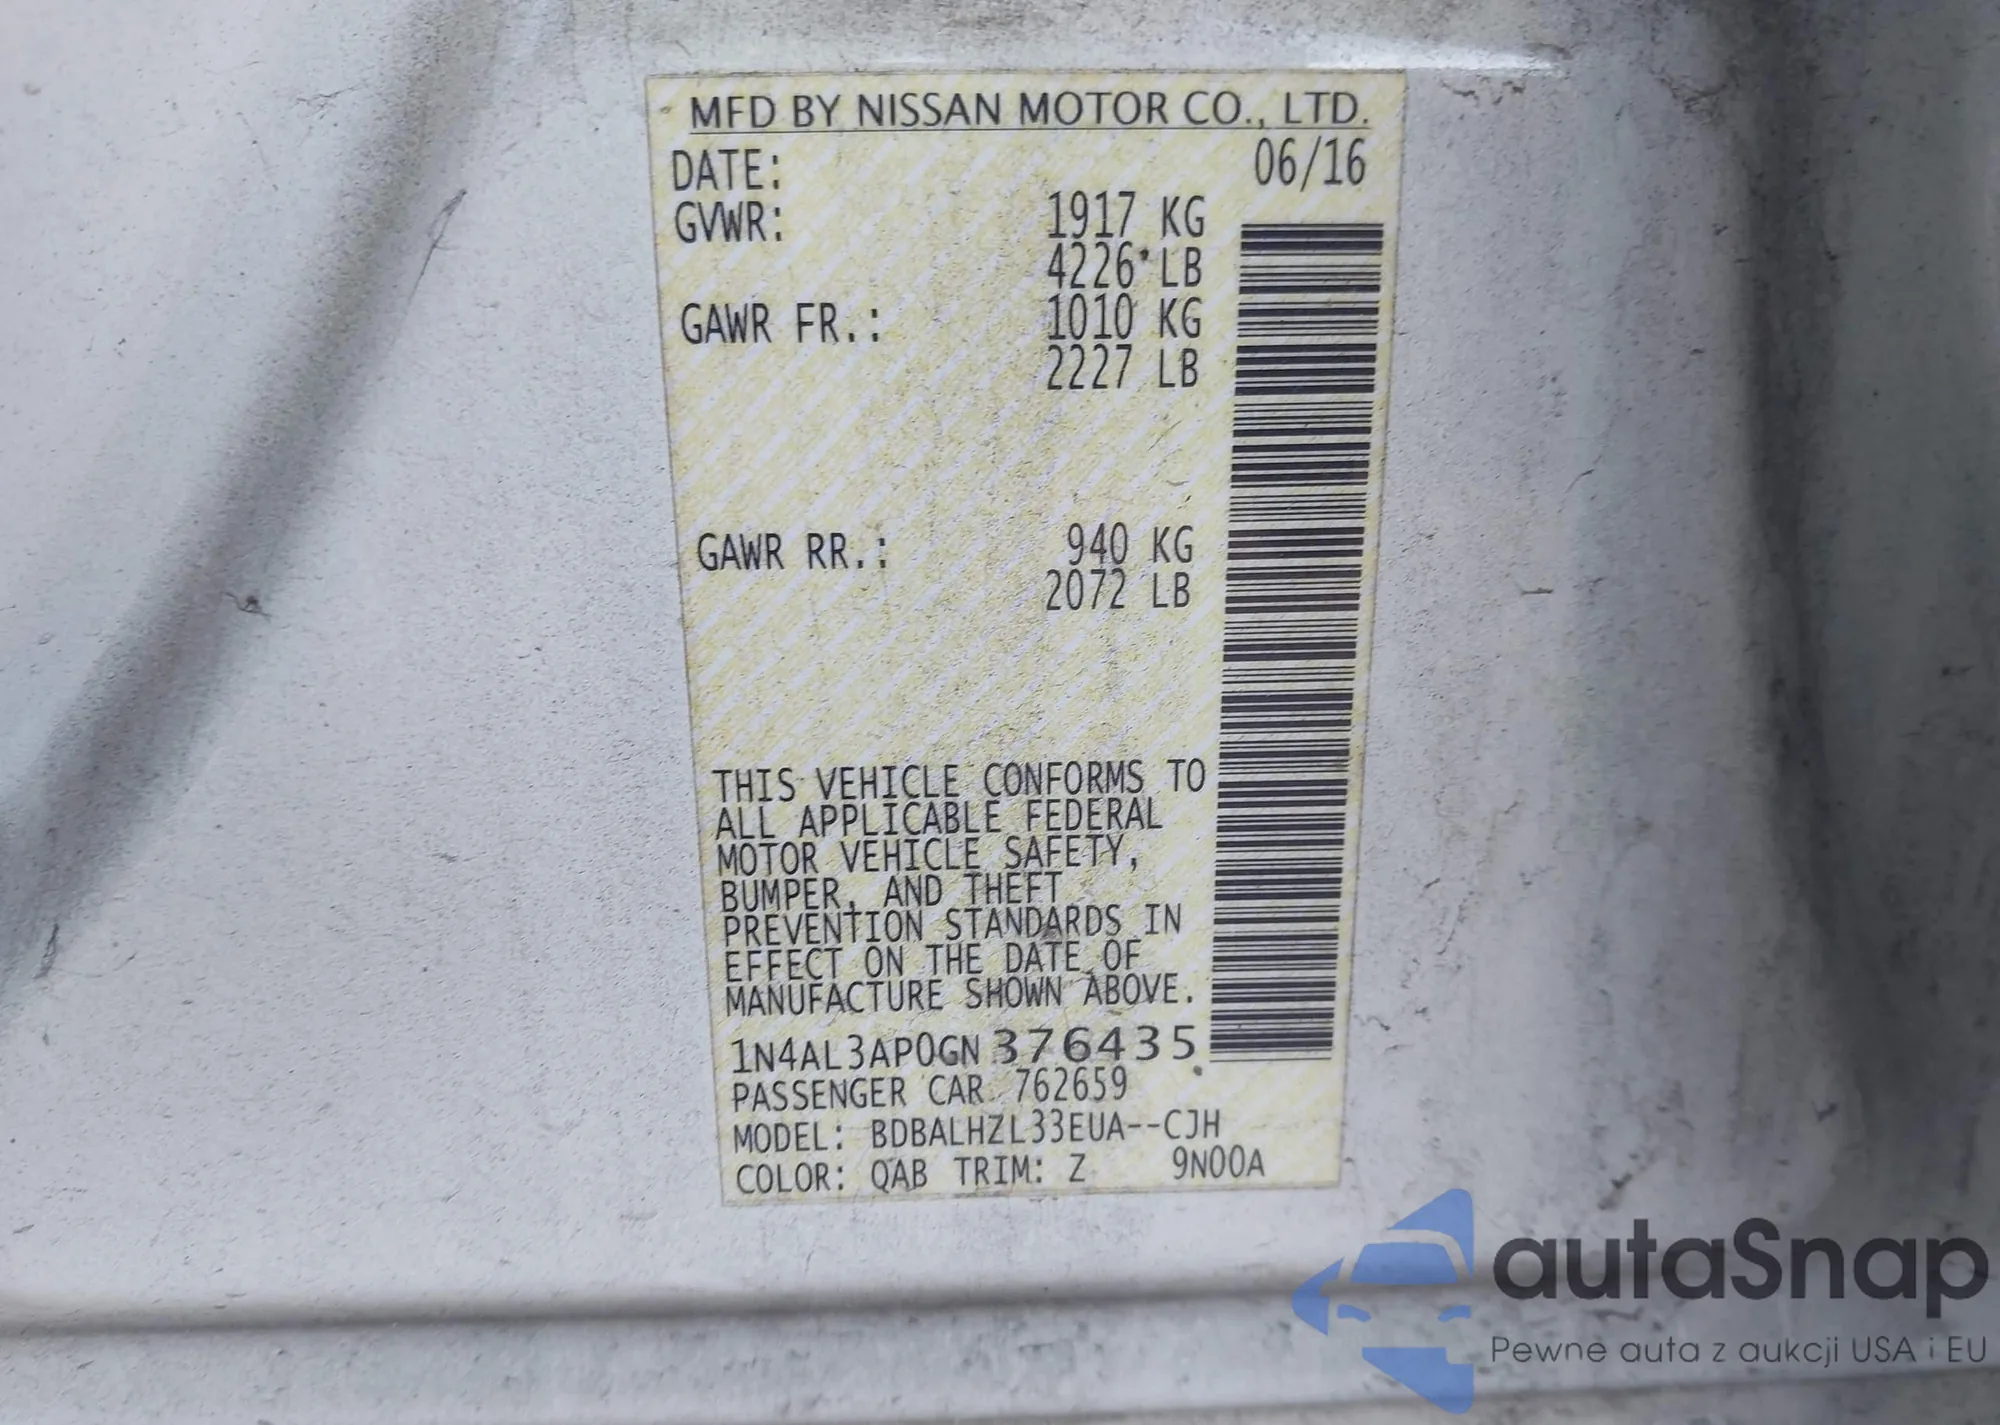 MFD BY NISSAN MOTOR CO., LTD.
DATE: 06/16
GVWR: 1917 KG
4226 LB
GAWR FR.: 1010 KG
2227 LB
GAWR RR.: 940 KG
2072 LB
THIS VEHICLE CONFORMS TO
ALL APPLICABLE FEDERAL
MOTOR VEHICLE SAFETY,
BUMPER, AND THEFT
PREVENTION STANDARDS IN
EFFECT ON THE DATE OF
MANUFACTURE SHOWN ABOVE.
1N4AL3AP0GN376435
PASSENGER CAR 762659
MODEL: BDBALHZL33EUA--CJH
COLOR: QAB TRIM: Z 9N00A
autaSnap
Pewne auta z aukcji USA i EU